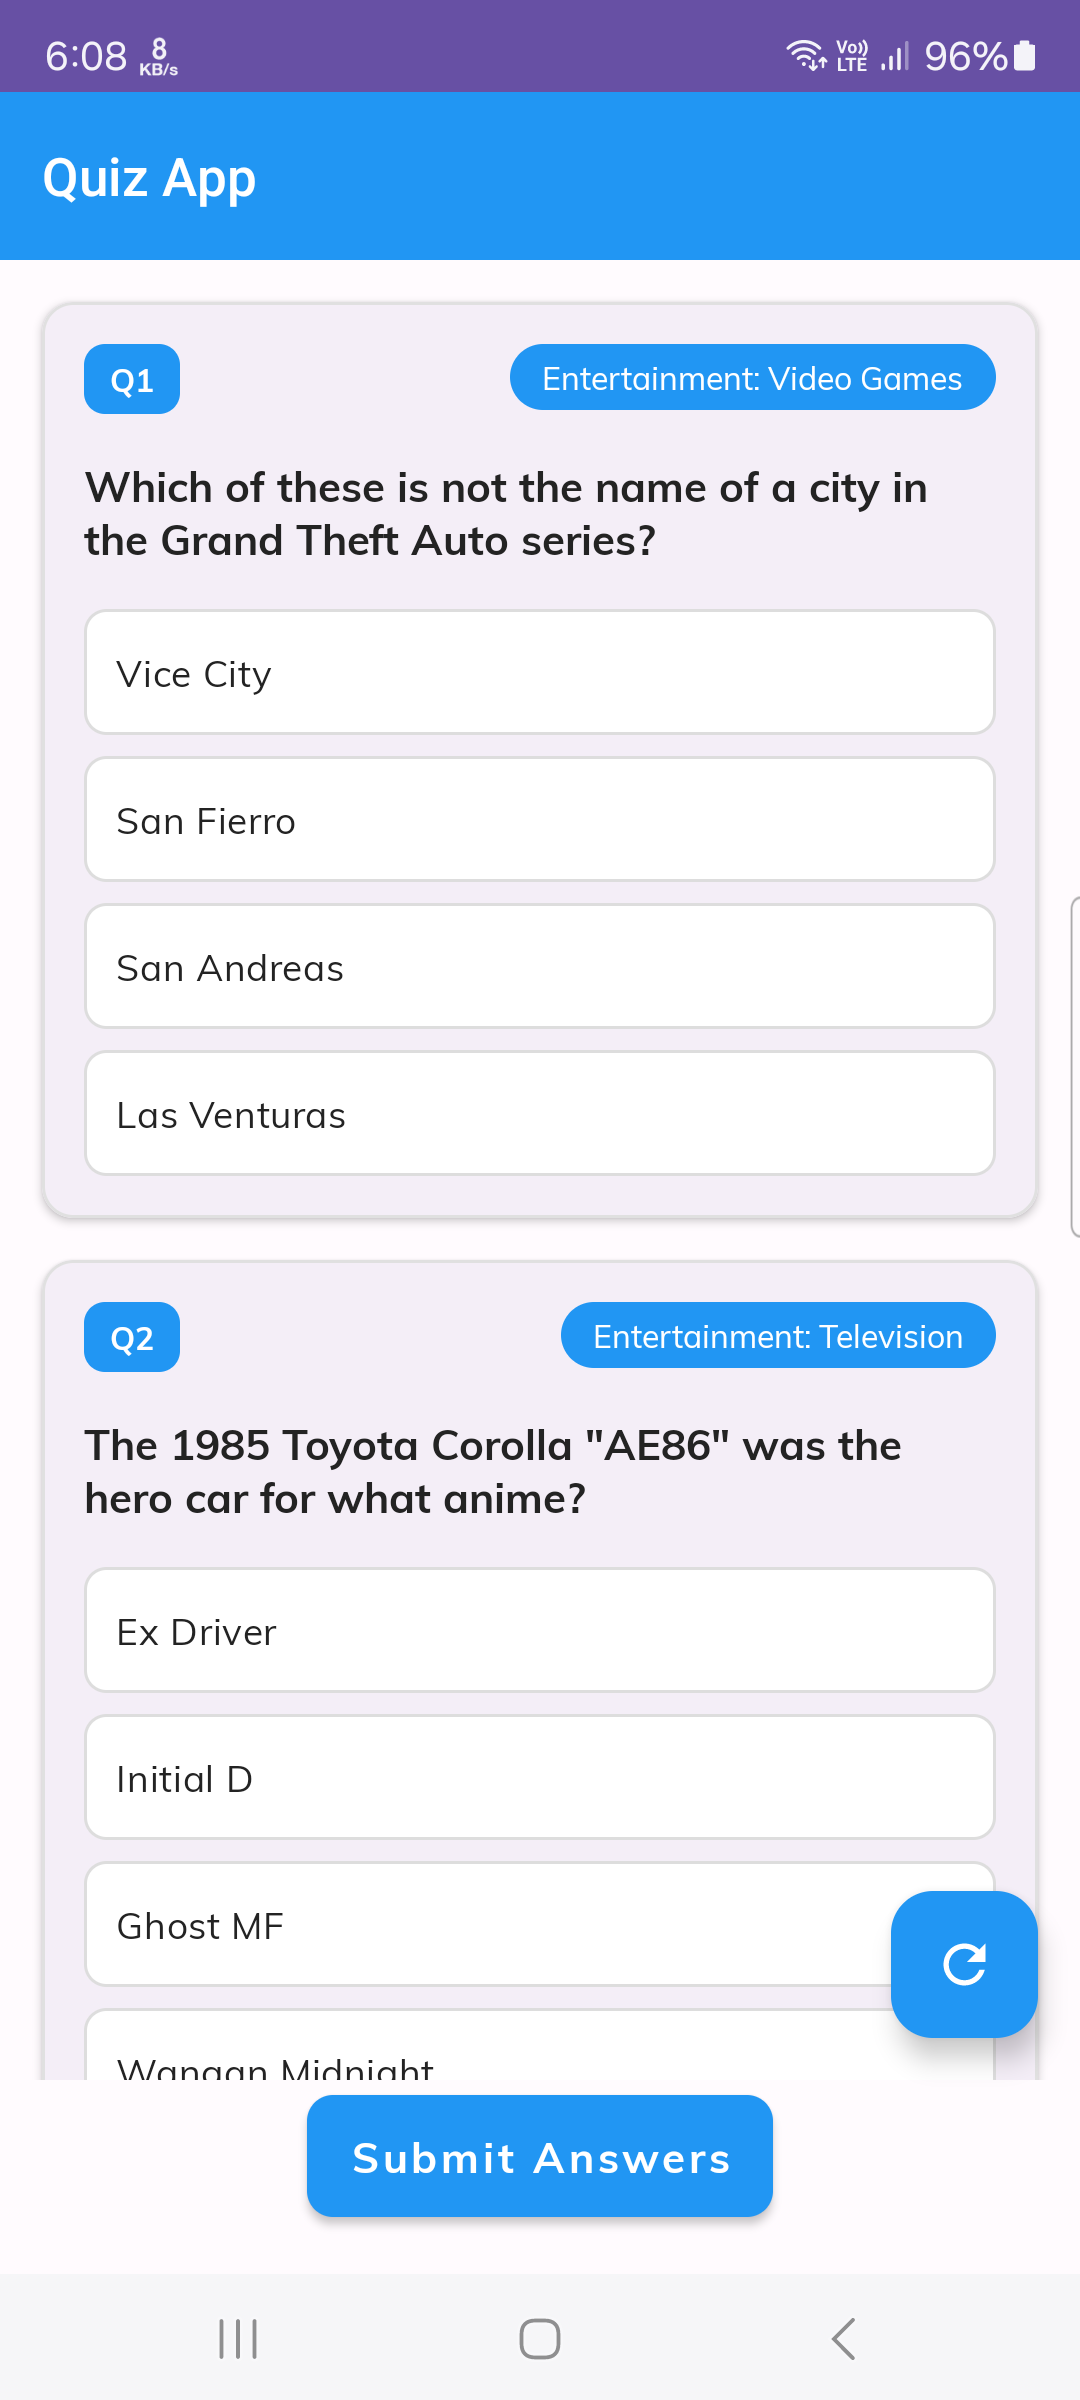 6:08 8 KB/s Vo)) LTE 96%
Quiz App
Q1 Entertainment: Video Games
Which of these is not the name of a city in
the Grand Theft Auto series?
Vice City
San Fierro
San Andreas
Las Venturas
Q2 Entertainment: Television
The 1985 Toyota Corolla "AE86" was the
hero car for what anime?
Ex Driver
Initial D
Ghost MF
Wangan Midnight
Submit Answers